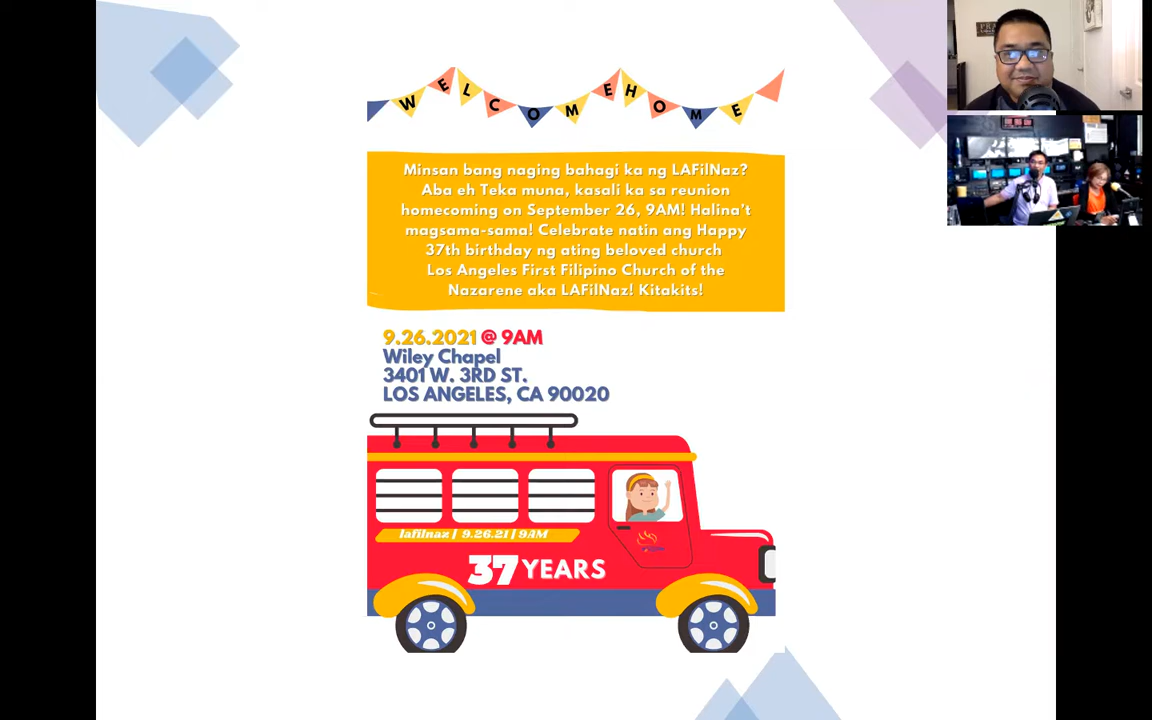 WELCOME HOME
Minsan bang naging bahagi ka ng LAFilNaz?
Aba eh Teka muna, kasali ka sa reunion
homecoming on September 26, 9AM! Halina't
magsama-sama! Celebrate natin ang Happy
37th birthday ng ating beloved church
Los Angeles First Filipino Church of the
Nazarene aka LAFilNaz! Kitakits!
9.26.2021 @ 9AM
Wiley Chapel
3401 W. 3RD ST.
LOS ANGELES, CA 90020
lafilnaz | 9.26.21 | 9AM
37 YEARS